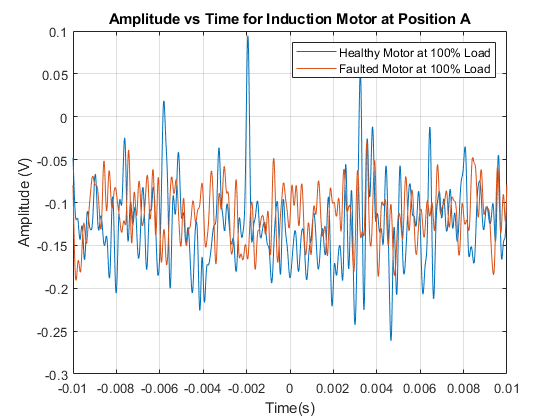 Amplitude vs Time for Induction Motor at Position A
0.1
0.05
0
-0.05
-0.1
-0.15
-0.2
-0.25
-0.3
Amplitude (V)
Healthy Motor at 100% Load
Faulted Motor at 100% Load
-0.01 -0.008 -0.006 -0.004 -0.002 0 0.002 0.004 0.006 0.008 0.01
Time(s)